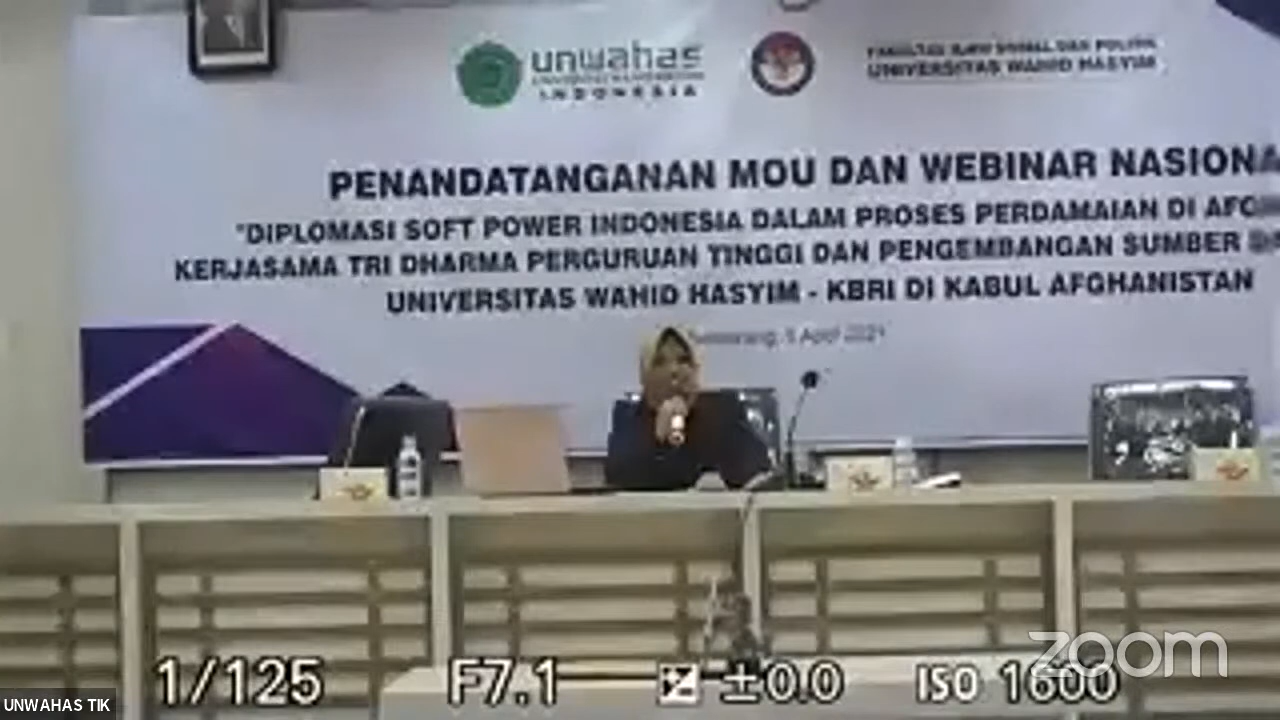 unwahas
INDONESIA
FAKULTAS ILMU SOSIAL DAN POLITIK
UNIVERSITAS WAHID HASYIM
PENANDATANGANAN MOU DAN WEBINAR NASIONA
"DIPLOMASI SOFT POWER INDONESIA DALAM PROSES PERDAMAIAN DI
KERJASAMA TRI DHARMA PERGURUAN TINGGI DAN PENGEMBANGAN SUMBER
UNIVERSITAS WAHID HASYIM - KBRI DI KABUL AFGHANISTAN
April 2021
zoom
1/125 F7.1 ±0.0 ISO 1600
UNWAHAS TIK